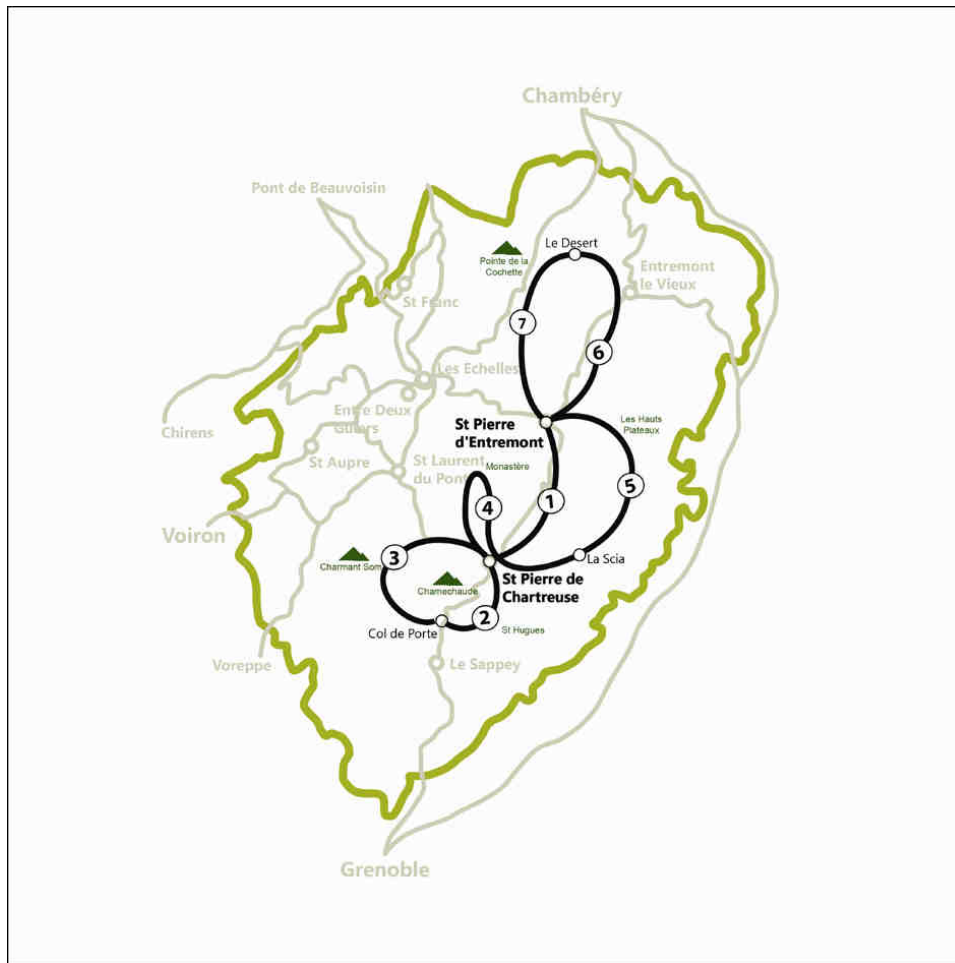 Chambéry
Pont de Beauvoisin
Le Desert
Pointe de la
Cochette
Entremont
le Vieux
St Franc
7
6
Les Echelles
Entre Deux
Guiers
Chirens
St Pierre
d'Entremont
Les Hauts
Plateaux
St Aupre
St Laurent
du Pont
Monastère
5
1
4
Voiron
3
Charmant Som
La Scia
Chamechaude
St Pierre de
Chartreuse
2
Col de Porte
St Hugues
Voreppe
Le Sappey
Grenoble